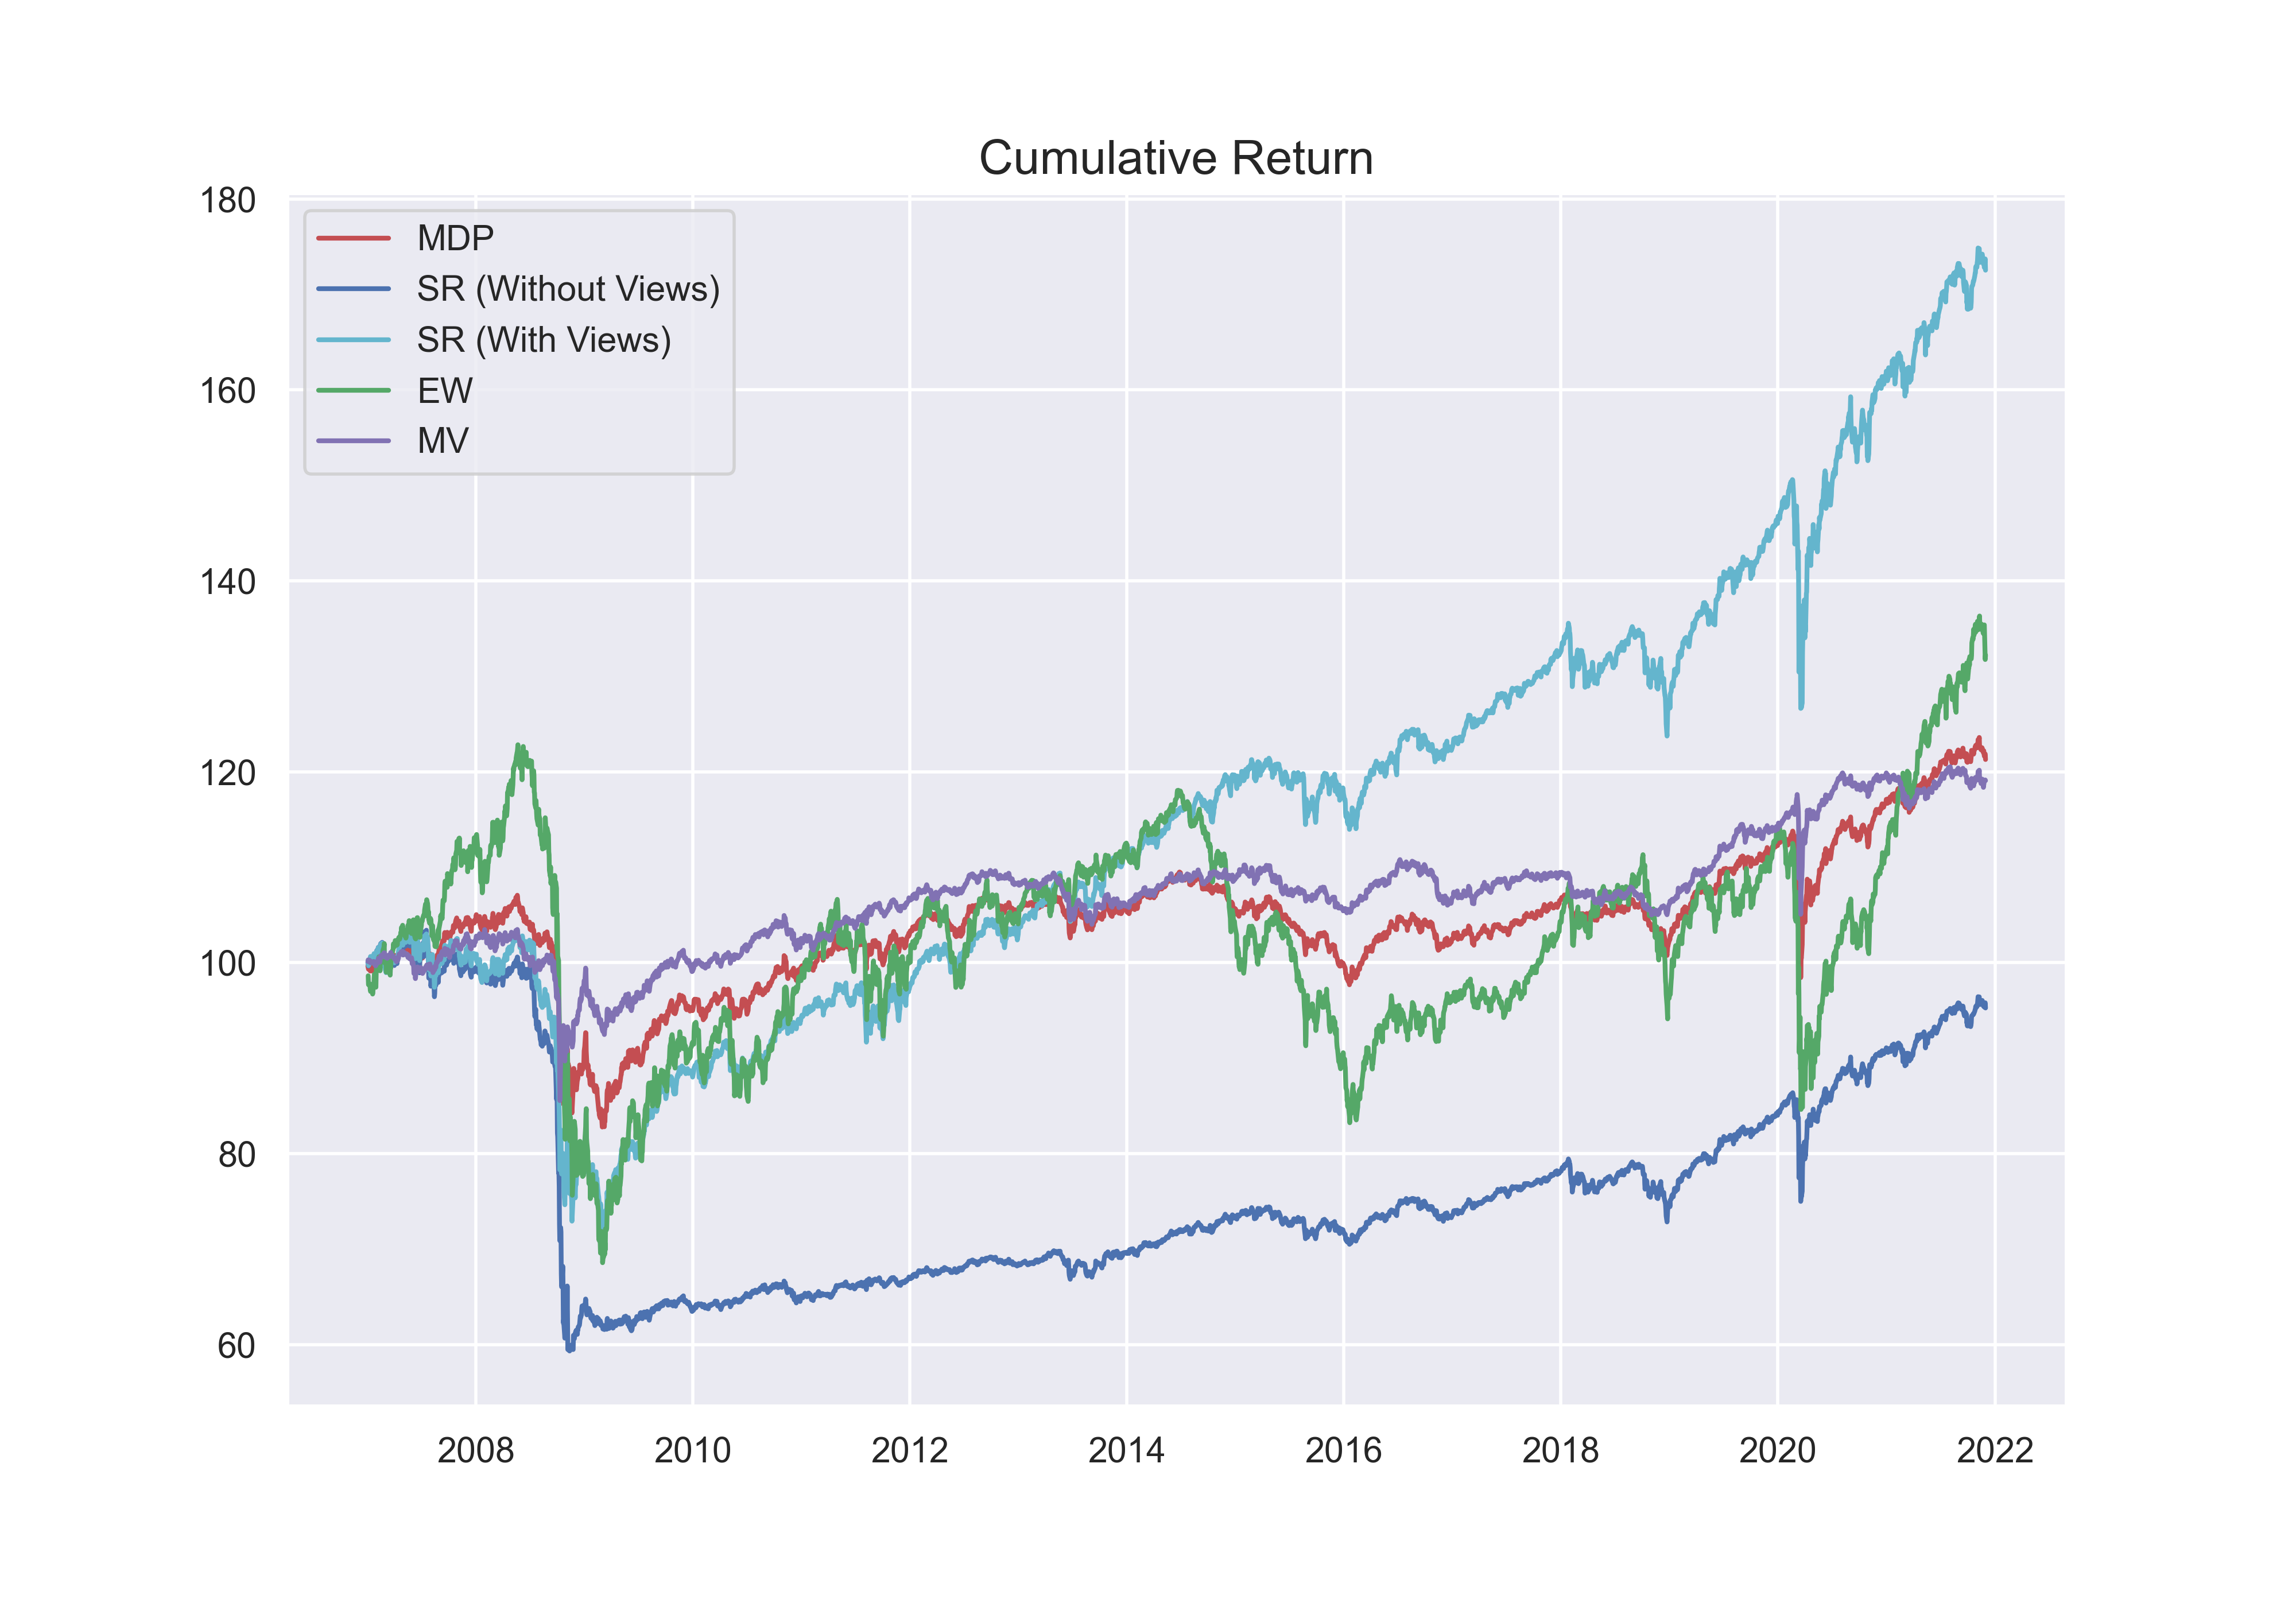 Cumulative Return
180
160
140
120
100
80
60
MDP
SR (Without Views)
SR (With Views)
EW
MV
2008 2010 2012 2014 2016 2018 2020 2022